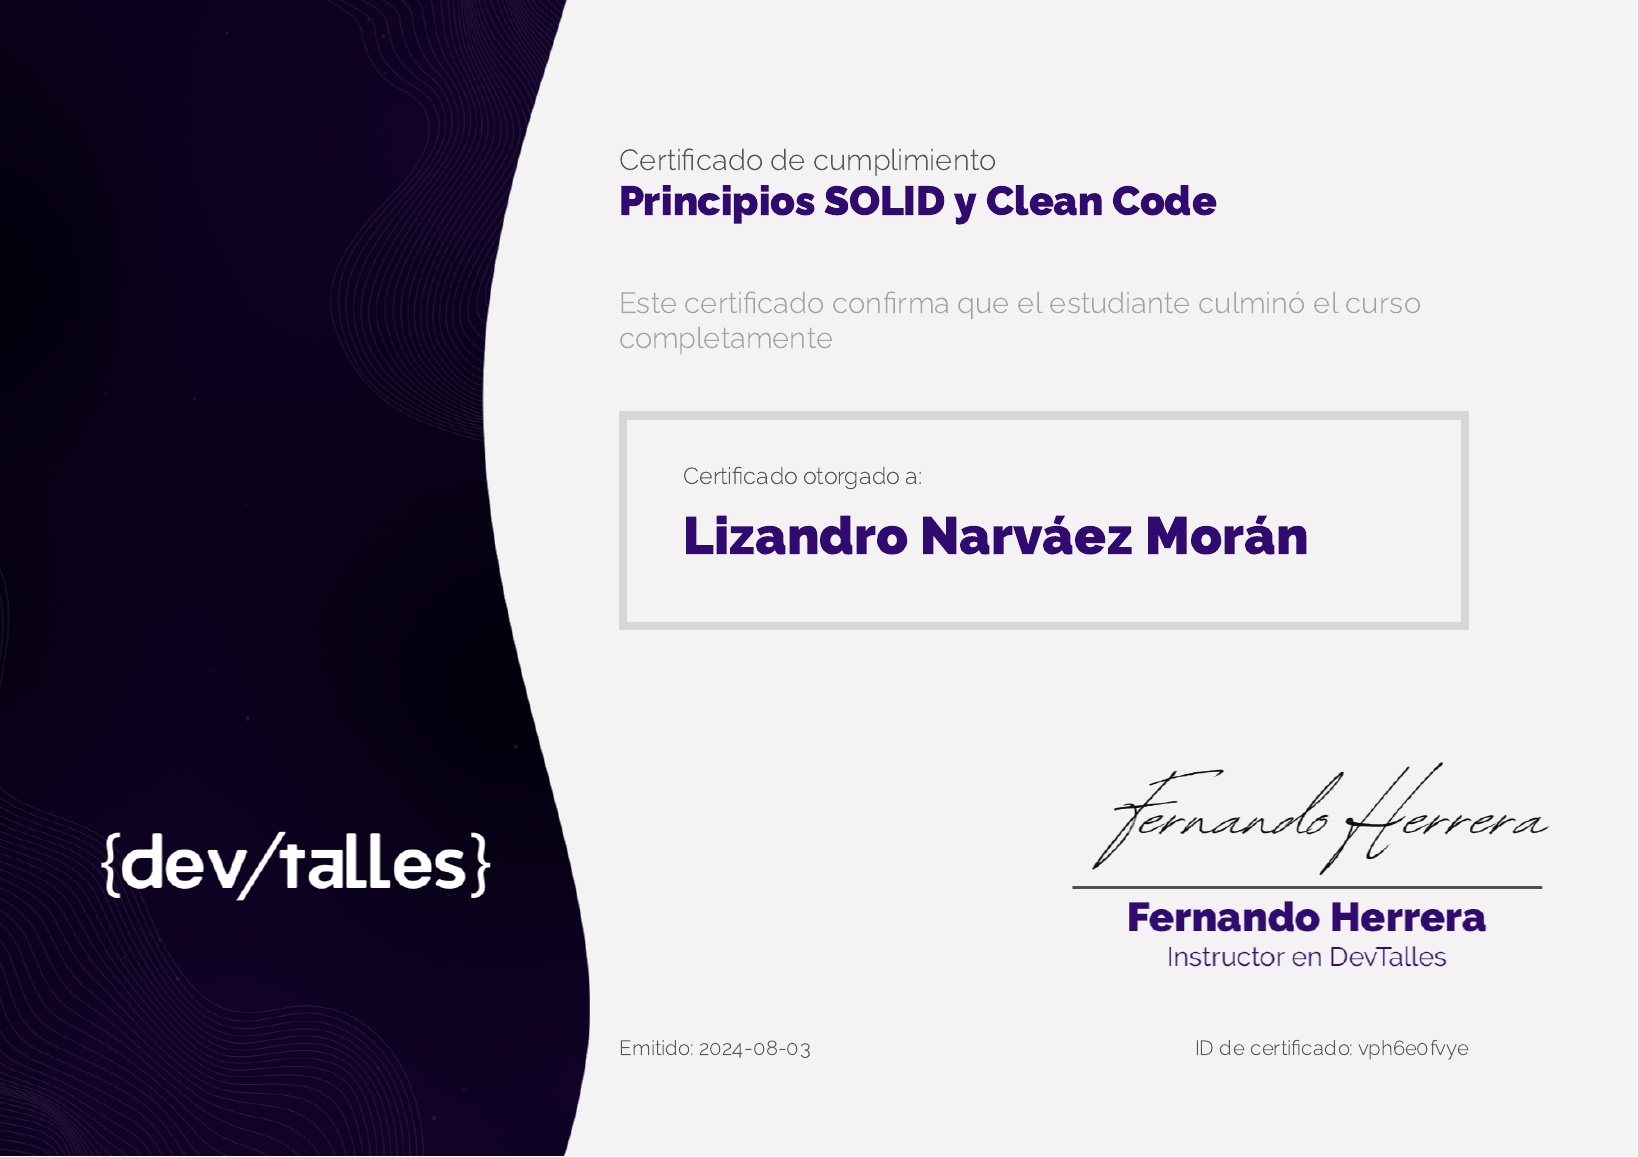 Certificado de cumplimiento
Principios SOLID y Clean Code
Este certificado confirma que el estudiante culminó el curso
completamente
Certificado otorgado a:
Lizandro Narváez Morán
{dev/talles}
Fernando Herrera
Fernando Herrera
Instructor en DevTalles
Emitido: 2024-08-03
ID de certificado: vph6e0fvye